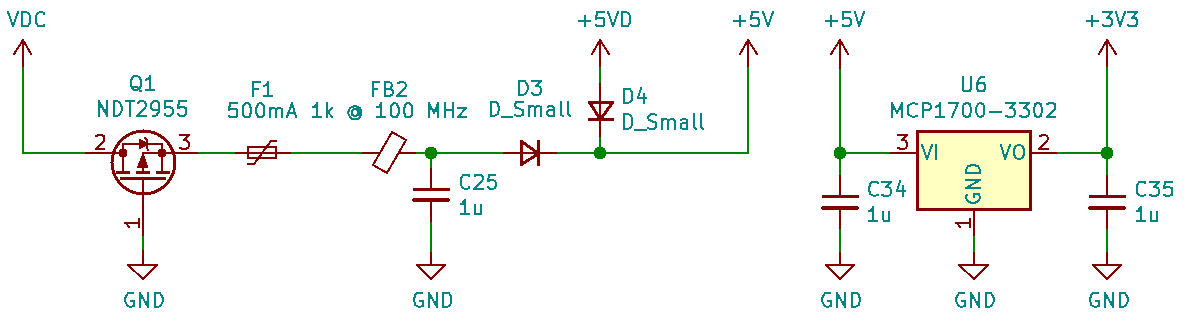 VDC
+5VD
+5V
+5V
+3V3
Q1
NDT2955
F1
500mA
FB2
1k @ 100 MHz
D3
D_Small
D4
D_Small
U6
MCP1700-3302
2
3
1
C25
1u
3
VI
VO
2
GND
1
C34
1u
C35
1u
GND
GND
GND
GND
GND